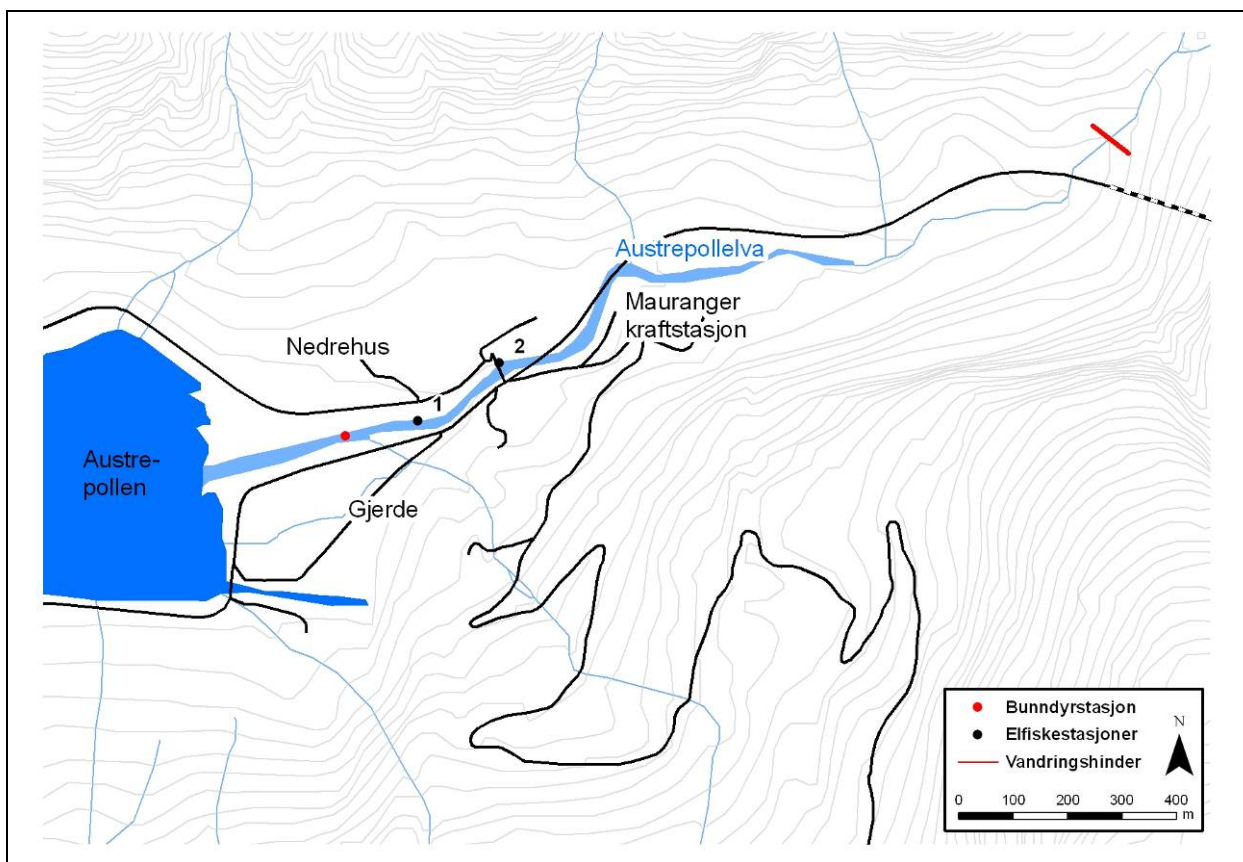 Austrepollelva
Mauranger
kraftstasjon
Nedrehus
2
1
Austre-
pollen
Gjerde
Bunndyrstasjon
Elfiskestasjoner
Vandringshinder
N
0 100 200 300 400
m